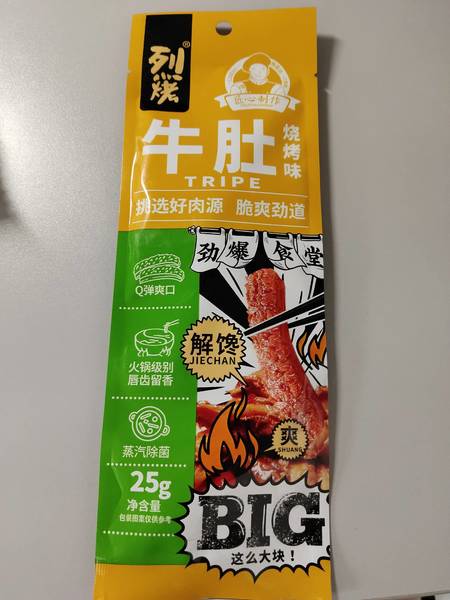 烈烤®
匠心制作
牛肚
烧烤味
TRIPE
挑选好肉源 脆爽劲道
劲爆食堂
Q弹爽口
解馋
JIECHAN
火锅级别
唇齿留香
爽
SHUANG
蒸汽除菌
25g
净含量
包装图案仅供参考
BIG
这么大块！